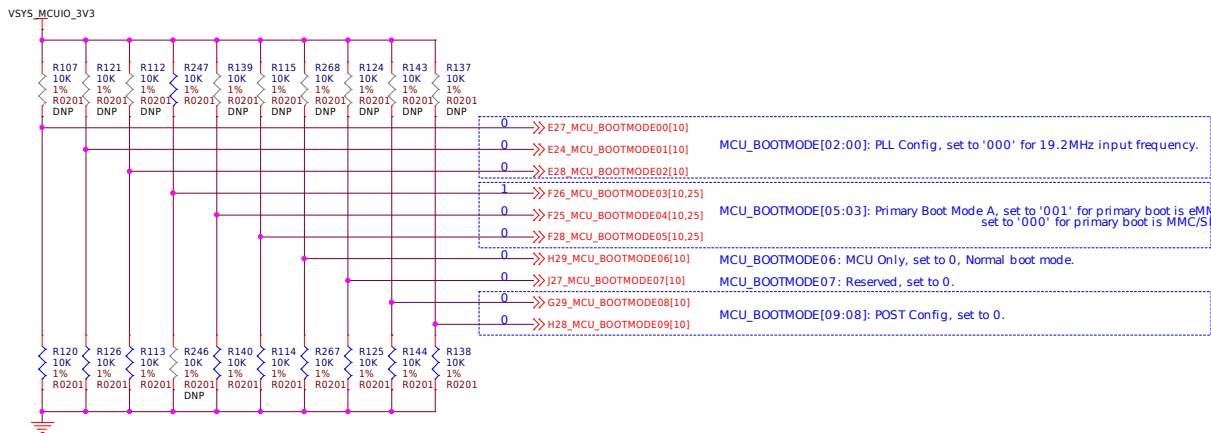 VSYS_MCUIO_3V3
R107 R121 R112 R247 R139 R115 R268 R124 R143 R137
10K 10K 10K 10K 10K 10K 10K 10K 10K 10K
1% 1% 1% 1% 1% 1% 1% 1% 1% 1%
R0201 R0201 R0201 R0201 R0201 R0201 R0201 R0201 R0201 R0201
DNP DNP DNP DNP DNP DNP DNP DNP DNP
0 E27_MCU_BOOTMODE00[10]
0 E24_MCU_BOOTMODE01[10] MCU_BOOTMODE[02:00]: PLL Config, set to '000' for 19.2MHz input frequency.
0 E28_MCU_BOOTMODE02[10]
1 F26_MCU_BOOTMODE03[10,25]
0 F25_MCU_BOOTMODE04[10,25] MCU_BOOTMODE[05:03]: Primary Boot Mode A, set to '001' for primary boot is
set to '000' for primary boot is
0 F28_MCU_BOOTMODE05[10,25]
0 H29_MCU_BOOTMODE06[10] MCU_BOOTMODE06: MCU Only, set to 0, Normal boot mode.
0 J27_MCU_BOOTMODE07[10] MCU_BOOTMODE07: Reserved, set to 0.
0 G29_MCU_BOOTMODE08[10]
MCU_BOOTMODE[09:08]: POST Config, set to 0.
0 H28_MCU_BOOTMODE09[10]
R120 R126 R113 R246 R140 R114 R267 R125 R144 R138
10K 10K 10K 10K 10K 10K 10K 10K 10K 10K
1% 1% 1% 1% 1% 1% 1% 1% 1% 1%
R0201 R0201 R0201 R0201 R0201 R0201 R0201 R0201 R0201 R0201
DNP